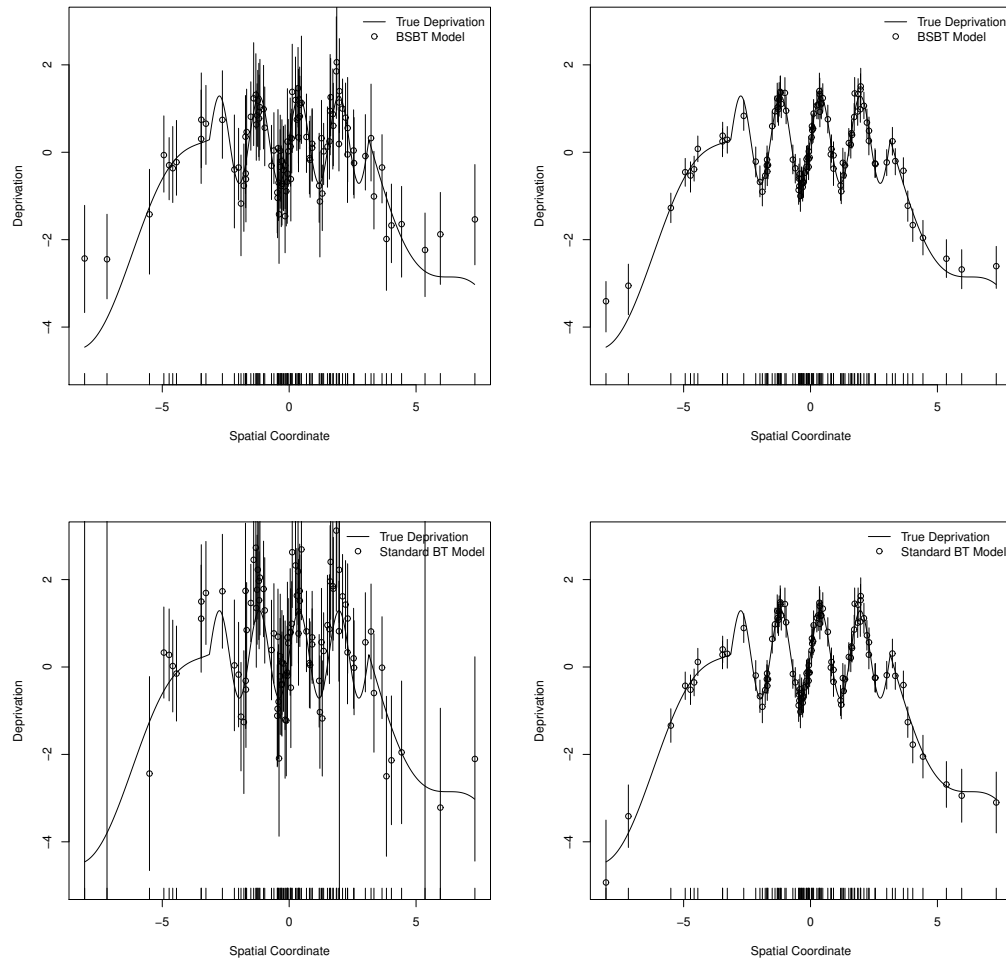 True Deprivation
BSBT Model
2
0
−2
−4
Deprivation
−5
0
5
Spatial Coordinate
True Deprivation
BSBT Model
2
0
−2
−4
Deprivation
−5
0
5
Spatial Coordinate
True Deprivation
Standard BT Model
2
0
−2
−4
Deprivation
−5
0
5
Spatial Coordinate
True Deprivation
Standard BT Model
2
0
−2
−4
Deprivation
−5
0
5
Spatial Coordinate